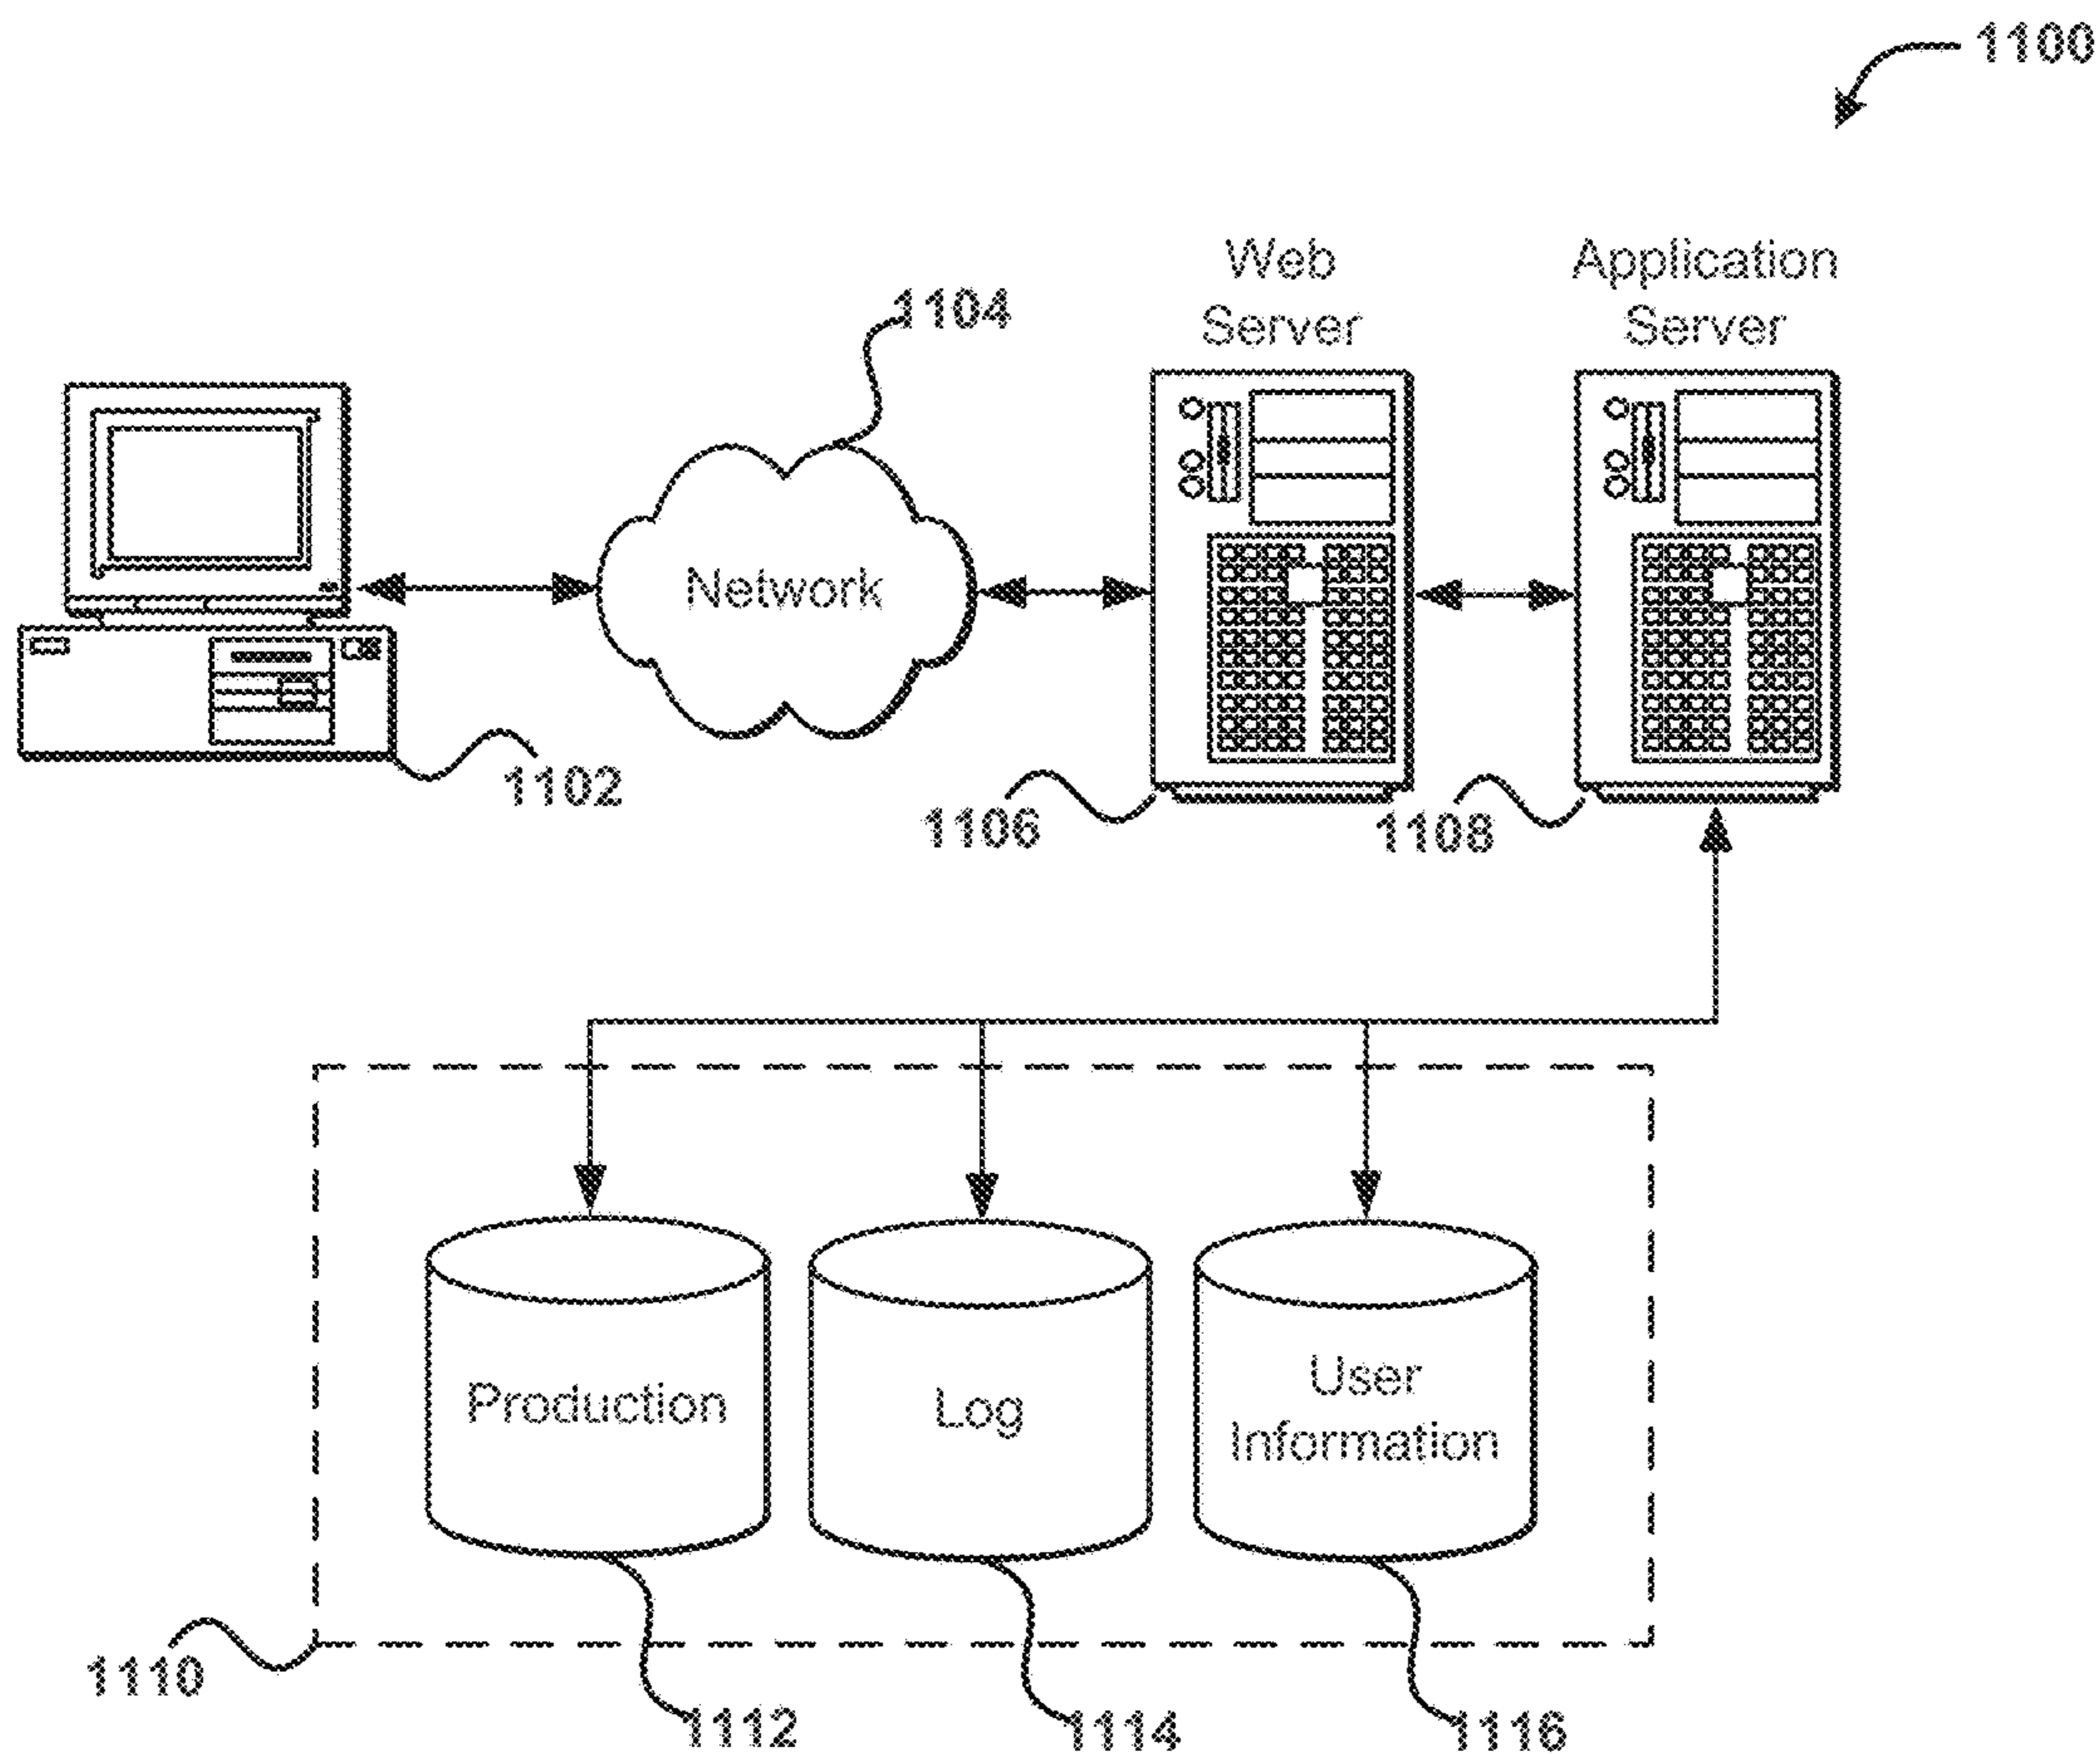 1100
Web
Server
Application
Server
1104
Network
1102
1106
1108
Production
Log
User
Information
1110
1112
1114
1116